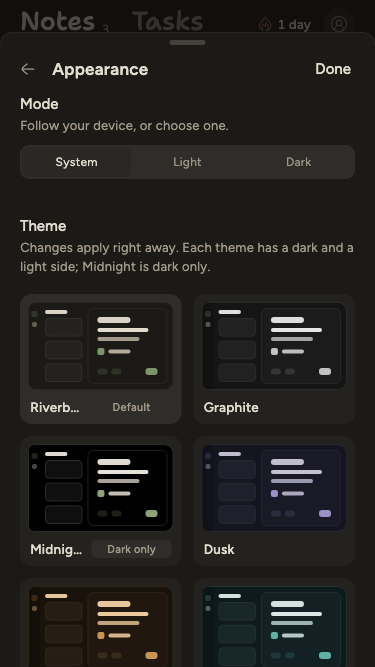 Notes 3 Tasks 1 day
Appearance Done
Mode
Follow your device, or choose one.
System Light Dark
Theme
Changes apply right away. Each theme has a dark and a
light side; Midnight is dark only.
Riverb... Default
Graphite
Midnig... Dark only
Dusk